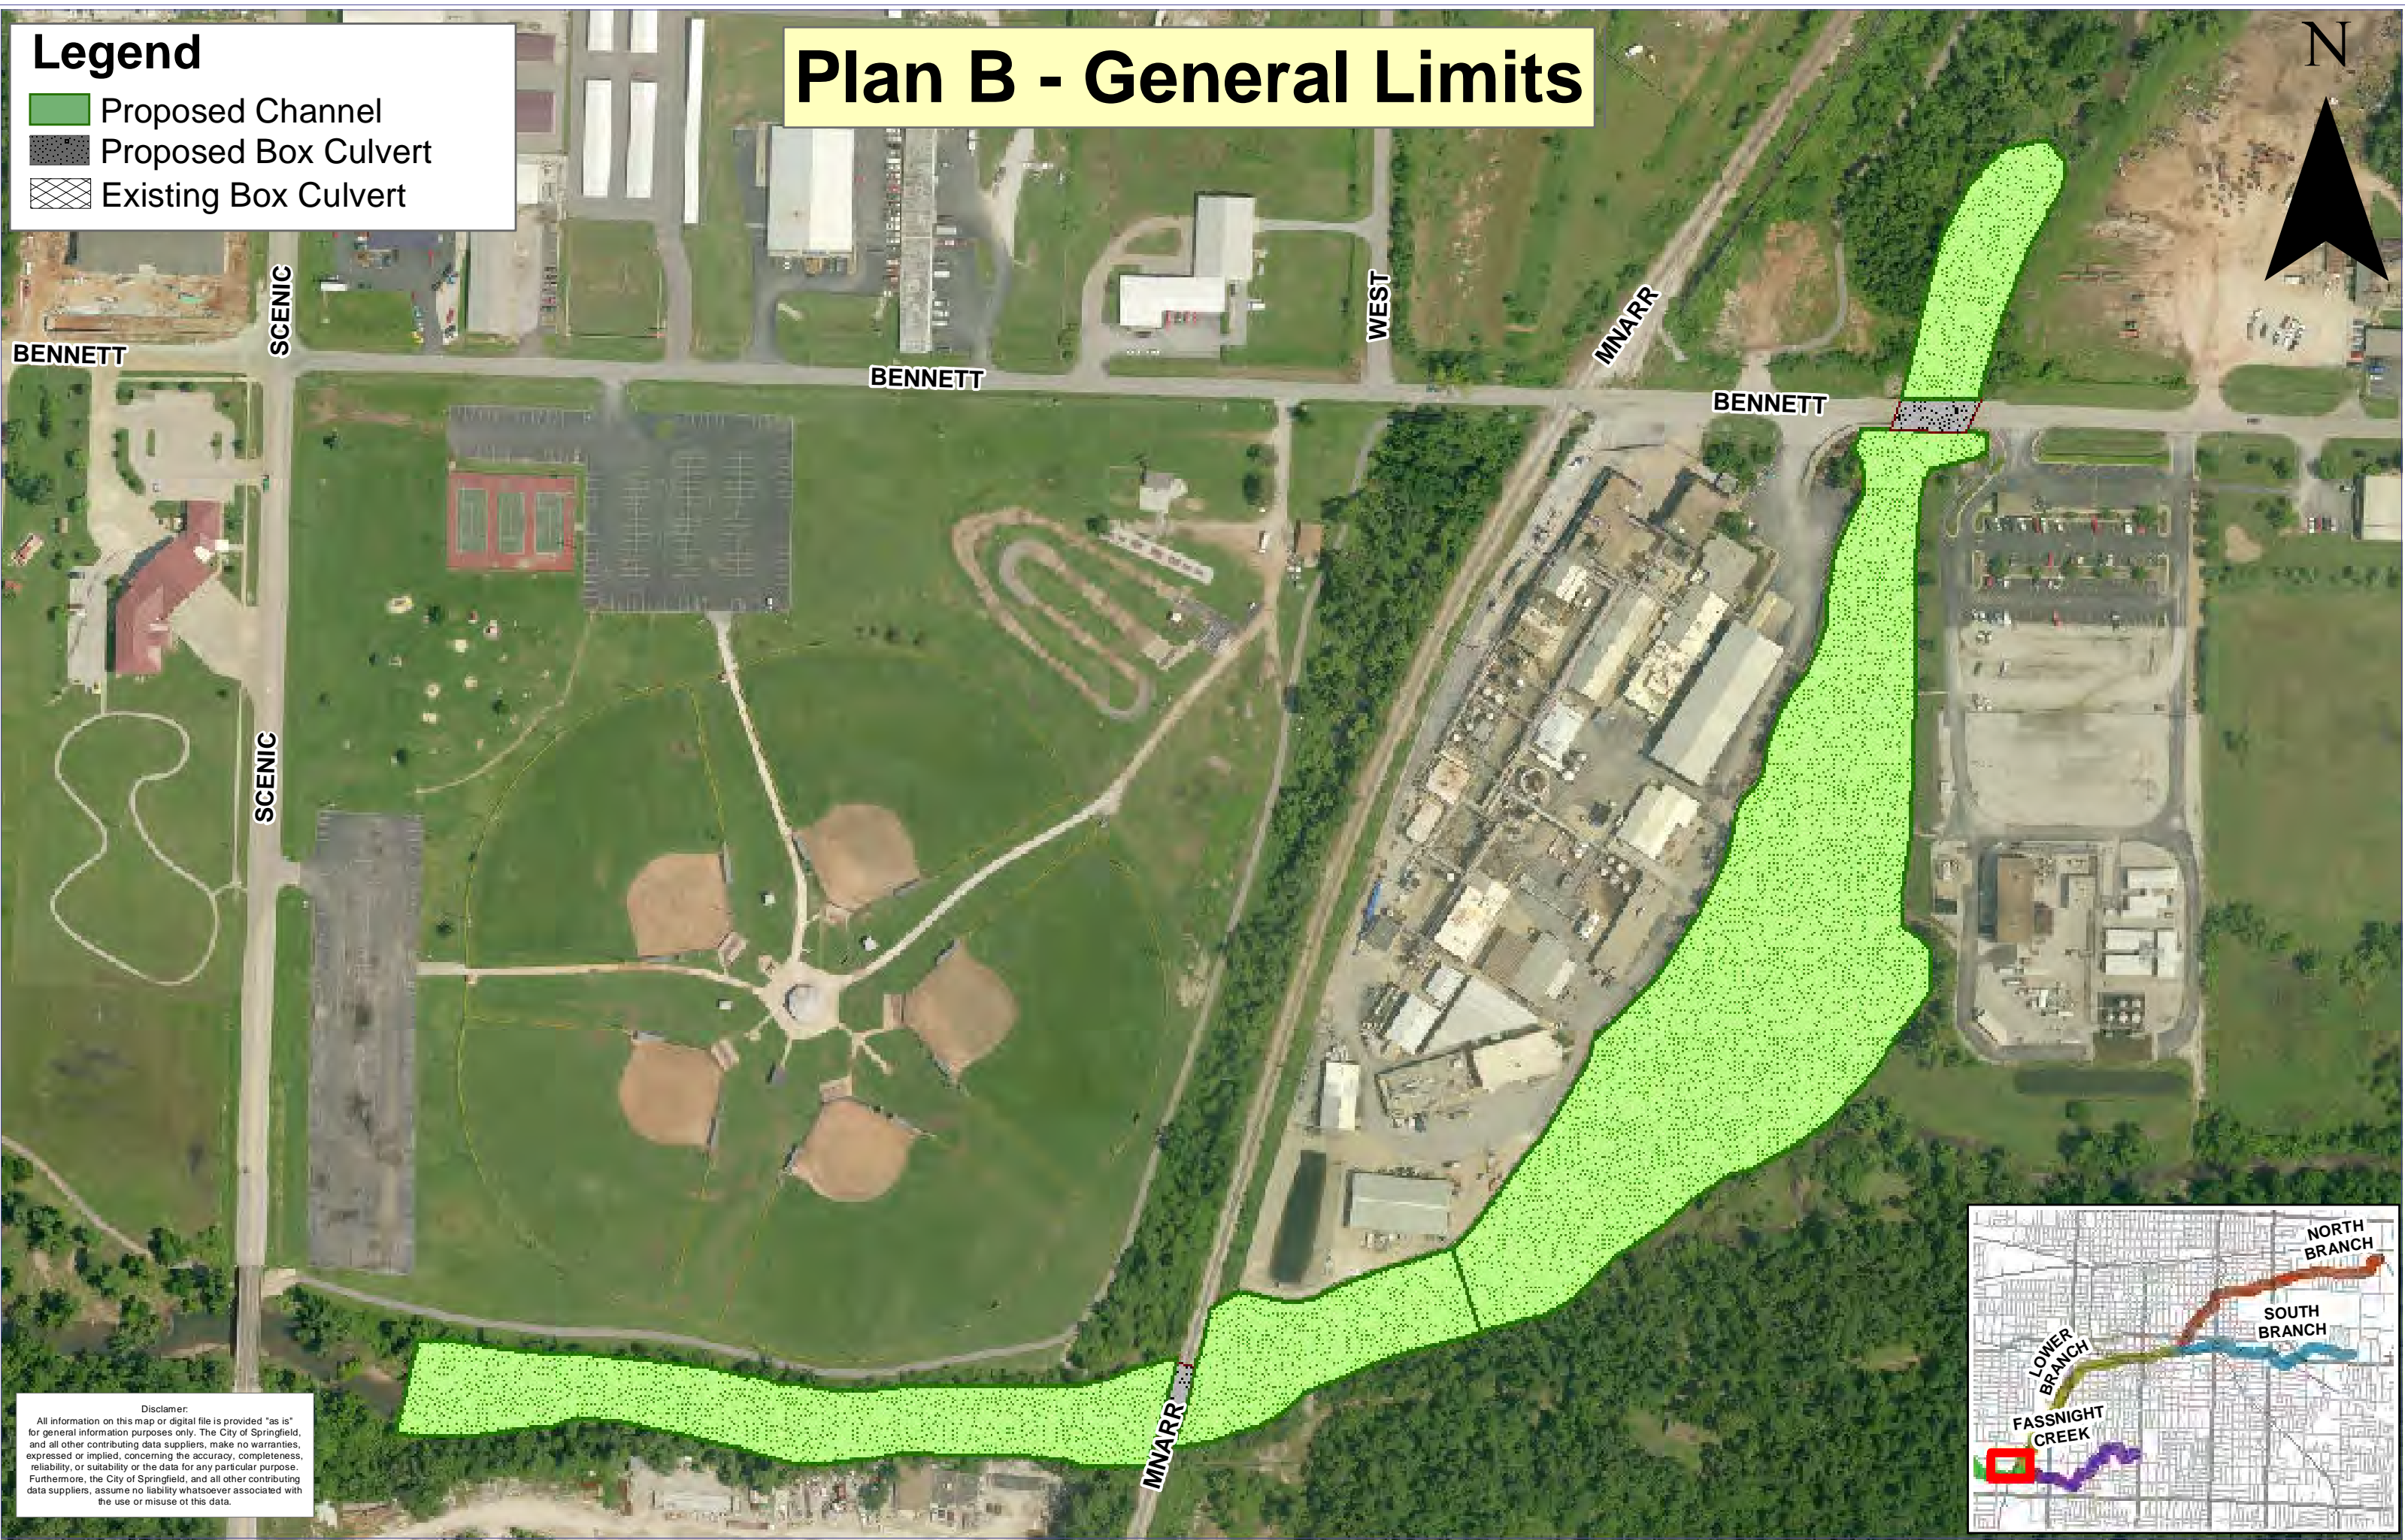 Legend
Proposed Channel
Proposed Box Culvert
Existing Box Culvert
Plan B - General Limits
N
SCENIC
BENNETT
BENNETT
WEST
MNARR
BENNETT
SCENIC
MNARR
NORTH
BRANCH
SOUTH
BRANCH
LOWER
BRANCH
FASSNIGHT
CREEK
Disclamer:
All information on this map or digital file is provided "as is"
for general information purposes only. The City of Springfield,
and all other contributing data suppliers, make no warranties,
expressed or implied, concerning the accuracy, completeness,
reliability, or suitability or the data for any particular purpose.
Furthermore, the City of Springfield, and all other contributing
data suppliers, assume no liability whatsoever associated with
the use or misuse ot this data.